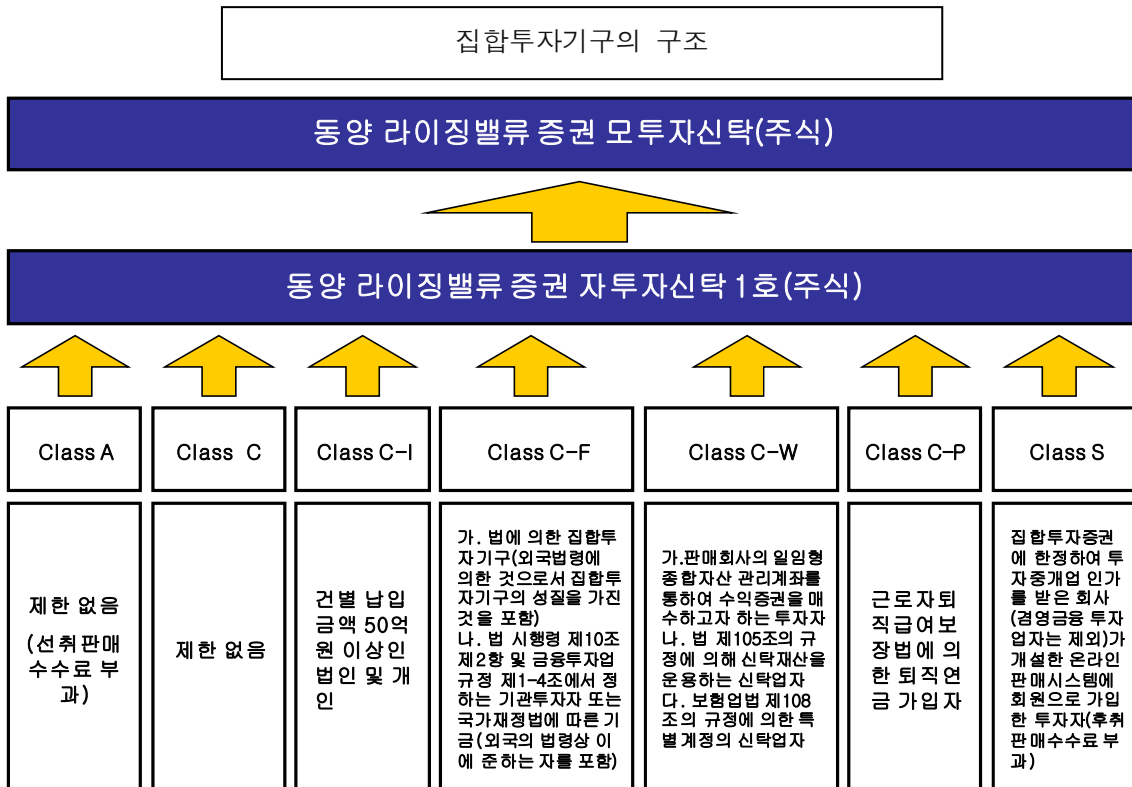 집합투자기구의 구조
동양 라이징밸류 증권 모투자신탁(주식)
동양 라이징밸류 증권 자투자신탁 1호(주식)
Class A
Class C
Class C-I
Class C-F
Class C-W
Class C-P
Class S
제한 없음
(선취판매
수수료 부
과)
제한 없음
건별 납입
금액 50억
원 이상인
법인 및 개
인
가. 법에 의한 집합투
자기구(외국법령에
의한 것으로서 집합투
자기구의 성질을 가진
것을 포함)
나. 법 시행령 제10조
제2항 및 금융투자업
규정 제1-4조에서 정
하는 기관투자자 또는
국가재정법에 따른 기
금(외국의 법령상 이
에 준하는 자를 포함)
가.판매회사의 일임형
종합자산 관리계좌를
통하여 수익증권을 매
수하고자 하는 투자자
나. 법 제105조의 규
정에 의해 신탁재산을
운용하는 신탁업자
다. 보험업법 제108
조의 규정에 의한 특
별계정의 신탁업자
근로자퇴
직급여보
장법에 의
한 퇴직연
금 가입자
집합투자증권
에 한정하여 투
자중개업 인가
를 받은 회사
(겸영금융 투자
업자는 제외)가
개설한 온라인
판매시스템에
회원으로 가입
한 투자자(후취
판매수수료 부
과)